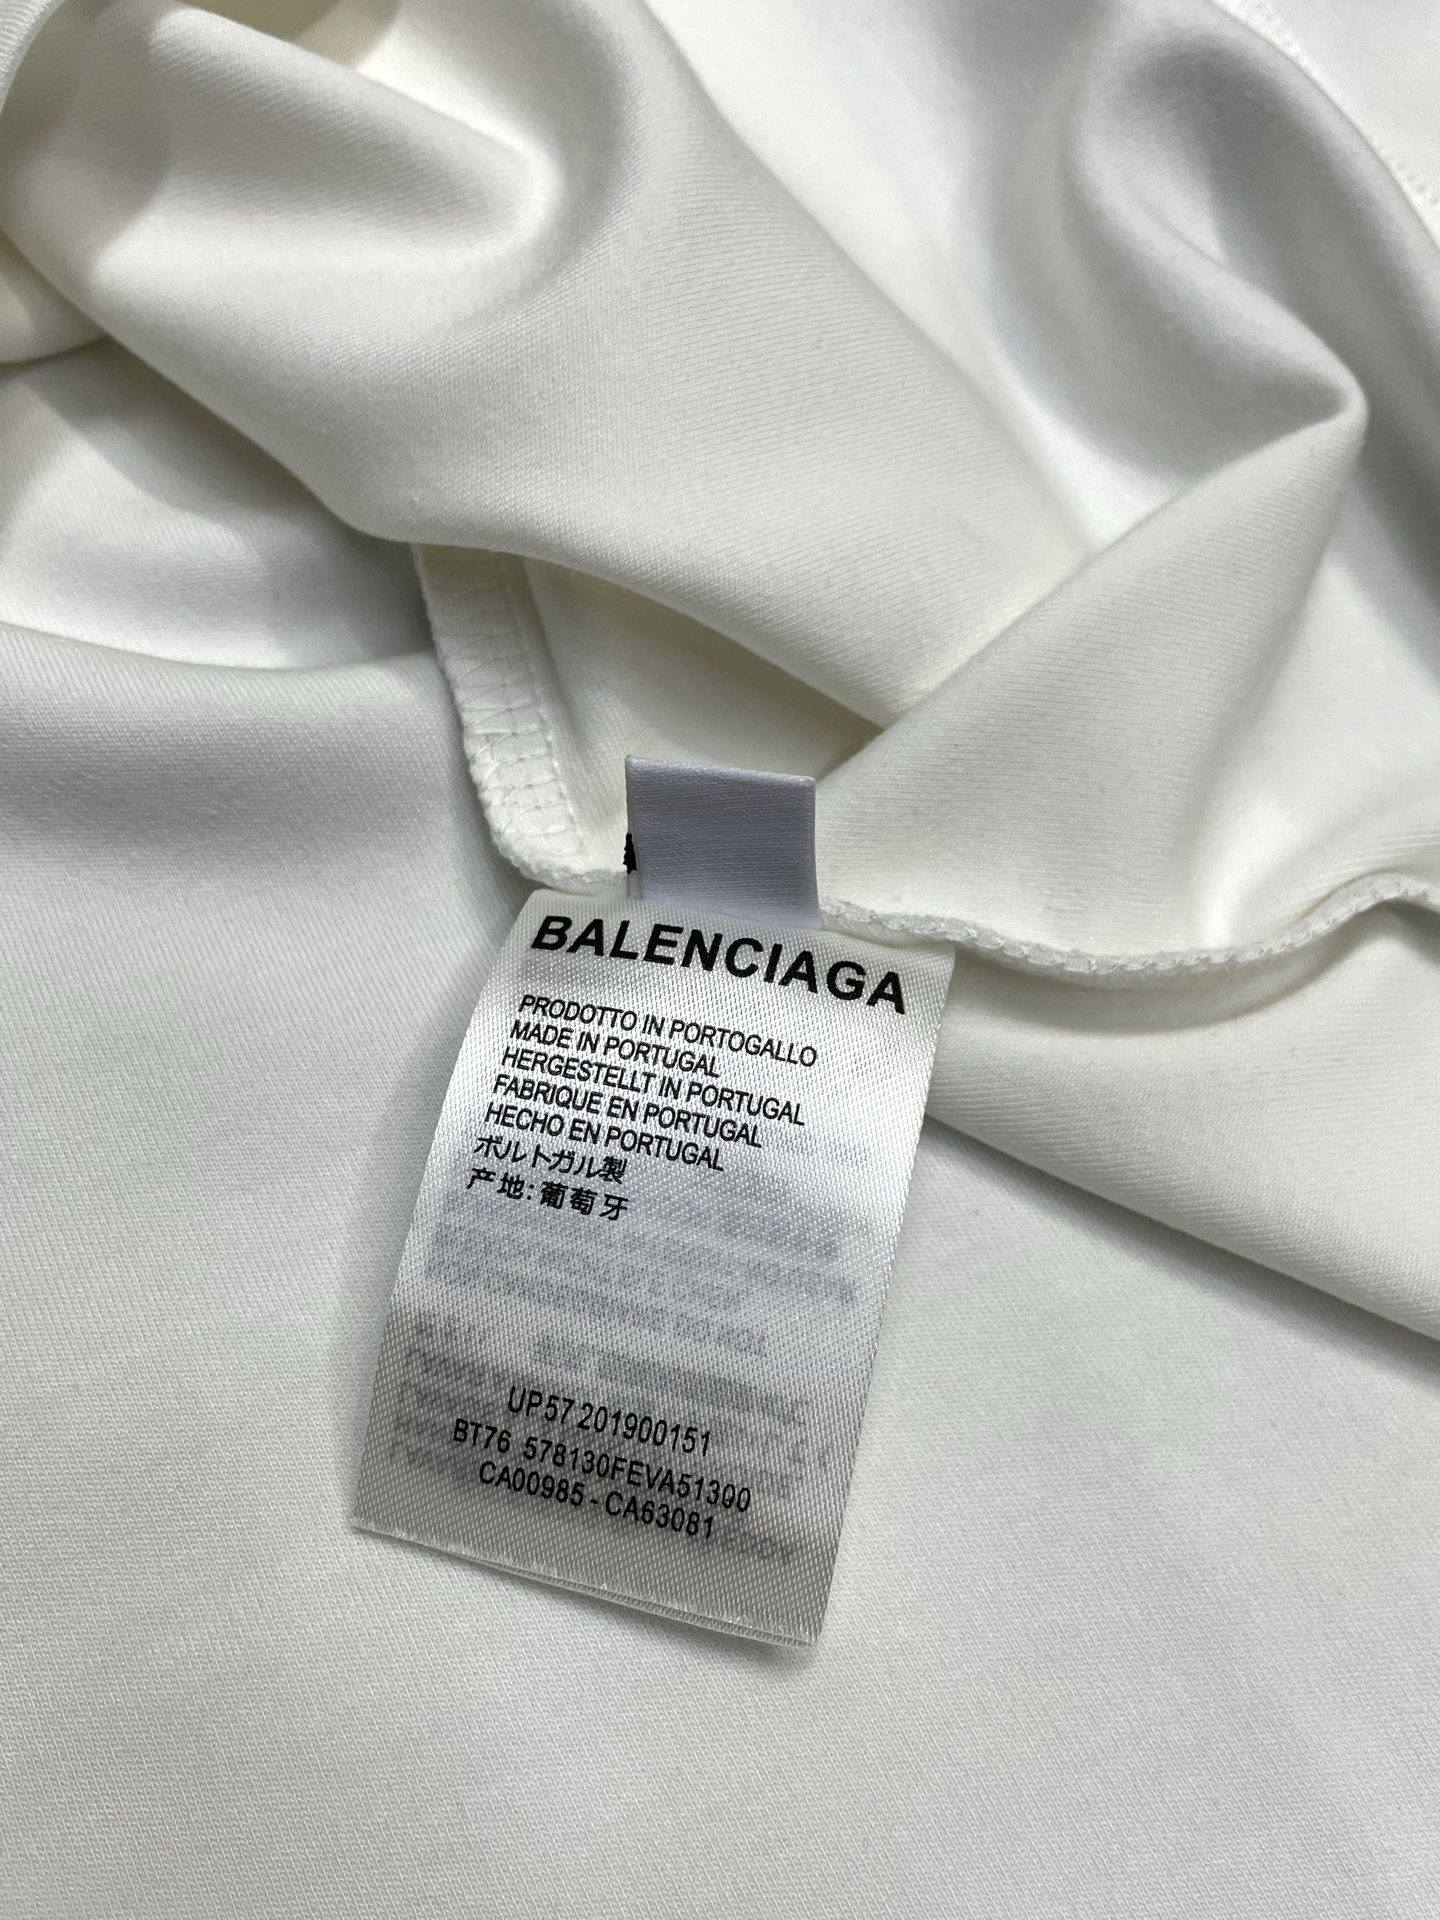 BALENCIAGA
PRODOTTO IN PORTOGALLO
MADE IN PORTUGAL
HERGESTELLT IN PORTUGAL
FABRIQUE EN PORTUGAL
HECHO EN PORTUGAL
ポルトガル製
产地:葡萄牙
UP57 201900151
BT76 578130FEVA51300
CA00985-CA63081